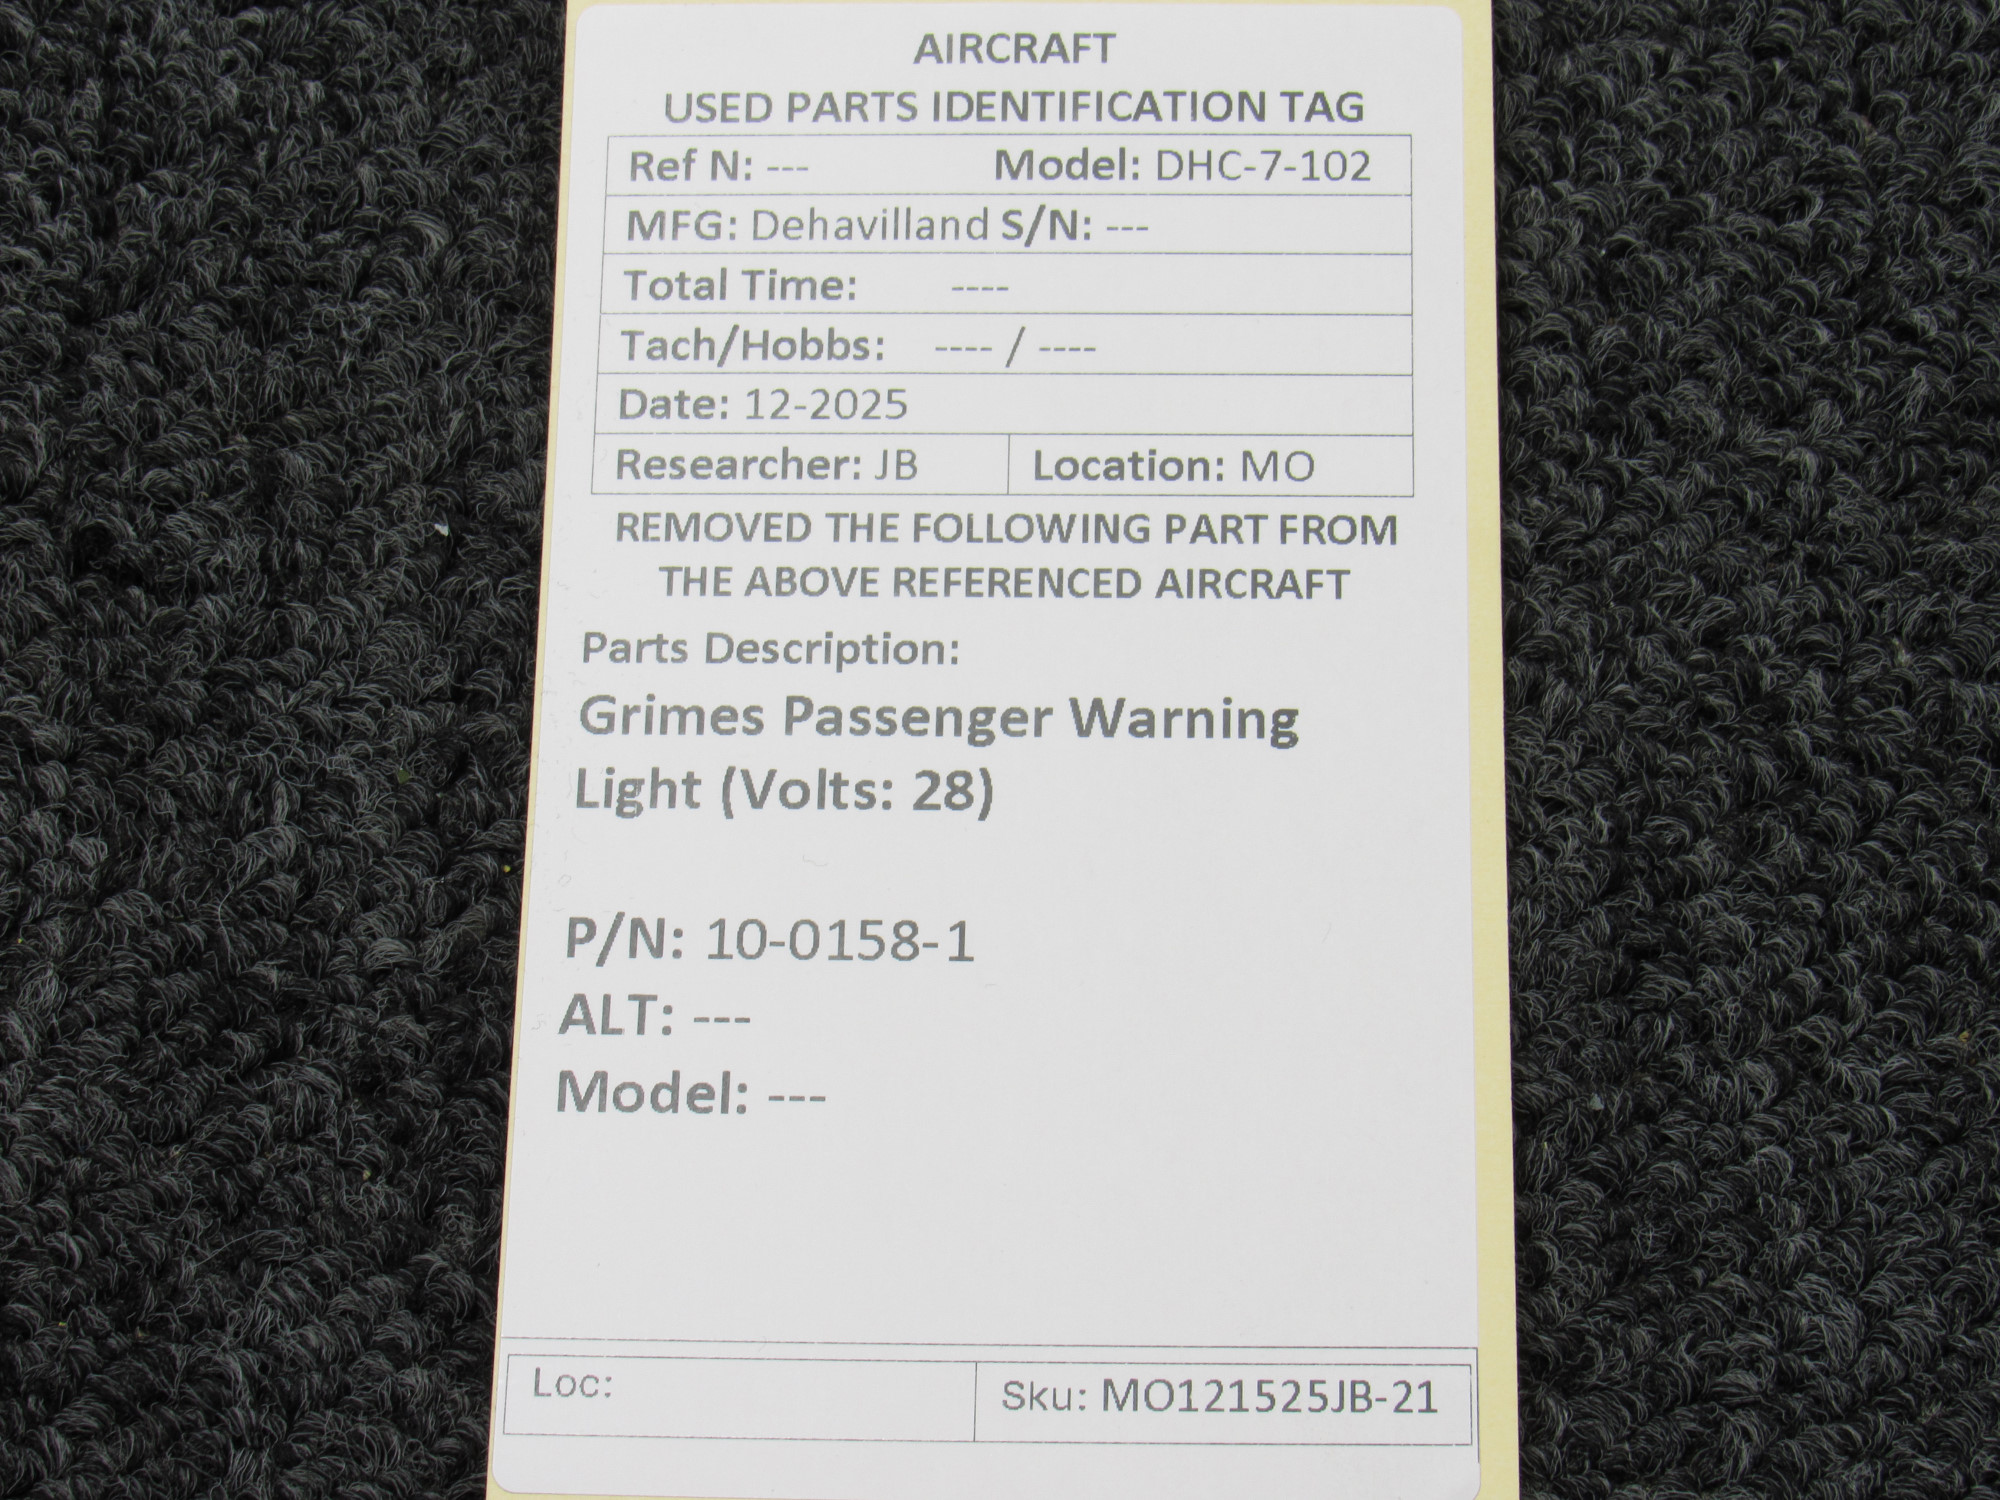 AIRCRAFT
USED PARTS IDENTIFICATION TAG
Ref N: --- Model: DHC-7-102
MFG: Dehavilland S/N: ---
Total Time: ----
Tach/Hobbs: ---- / ----
Date: 12-2025
Researcher: JB Location: MO
REMOVED THE FOLLOWING PART FROM
THE ABOVE REFERENCED AIRCRAFT
Parts Description:
Grimes Passenger Warning
Light (Volts: 28)
P/N: 10-0158-1
ALT: ---
Model: ---
Loc: Sku: MO121525JB-21